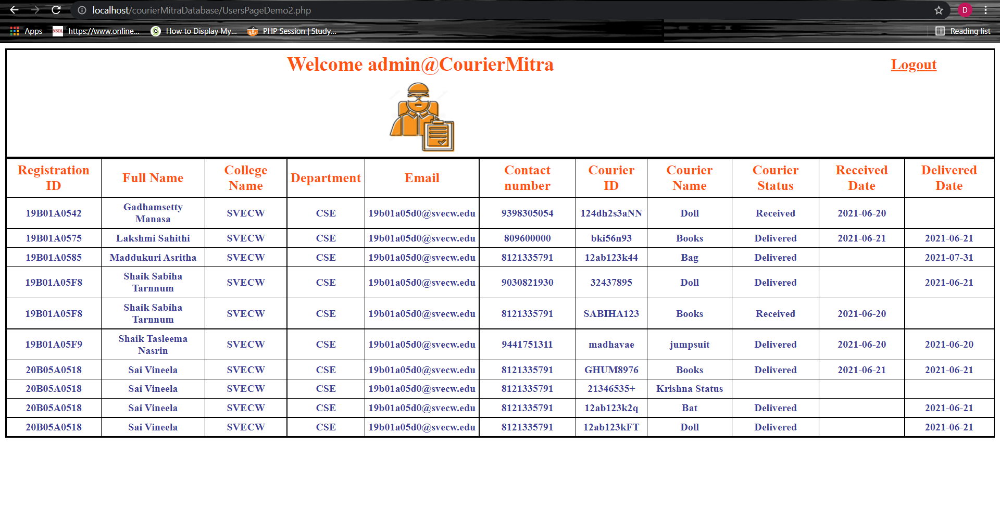 localhost/courierMitraDatabase/UsersPageDemo2.php
D
Apps NSDL https://www.online... How to Display My... PHP Session | Study... Reading list
Welcome admin@CourierMitra Logout
Registration ID Full Name College Name Department Email Contact number Courier ID Courier Name Courier Status Received Date Delivered Date
19B01A0542 Gadhamsetty Manasa SVECW CSE 19b01a05d0@svecw.edu 9398305054 124dh2s3aNN Doll Received 2021-06-20
19B01A0575 Lakshmi Sahithi SVECW CSE 19b01a05d0@svecw.edu 809600000 bki56n93 Books Delivered 2021-06-21 2021-06-21
19B01A0585 Maddukuri Asritha SVECW CSE 19b01a05d0@svecw.edu 8121335791 12ab123k44 Bag Delivered 2021-07-31
19B01A05F8 Shaik Sabiha Tarnnum SVECW CSE 19b01a05d0@svecw.edu 9030821930 32437895 Doll Delivered 2021-06-21
19B01A05F8 Shaik Sabiha Tarnnum SVECW CSE 19b01a05d0@svecw.edu 8121335791 SABIHA123 Books Received 2021-06-20
19B01A05F9 Shaik Tasleema Nasrin SVECW CSE 19b01a05d0@svecw.edu 9441751311 madhavae jumpsuit Delivered 2021-06-20 2021-06-20
20B05A0518 Sai Vineela SVECW CSE 19b01a05d0@svecw.edu 8121335791 GHUM8976 Books Delivered 2021-06-21 2021-06-21
20B05A0518 Sai Vineela SVECW CSE 19b01a05d0@svecw.edu 8121335791 21346535+ Krishna Status
20B05A0518 Sai Vineela SVECW CSE 19b01a05d0@svecw.edu 8121335791 12ab123k2q Bat Delivered 2021-06-21
20B05A0518 Sai Vineela SVECW CSE 19b01a05d0@svecw.edu 8121335791 12ab123kFT Doll Delivered 2021-06-21